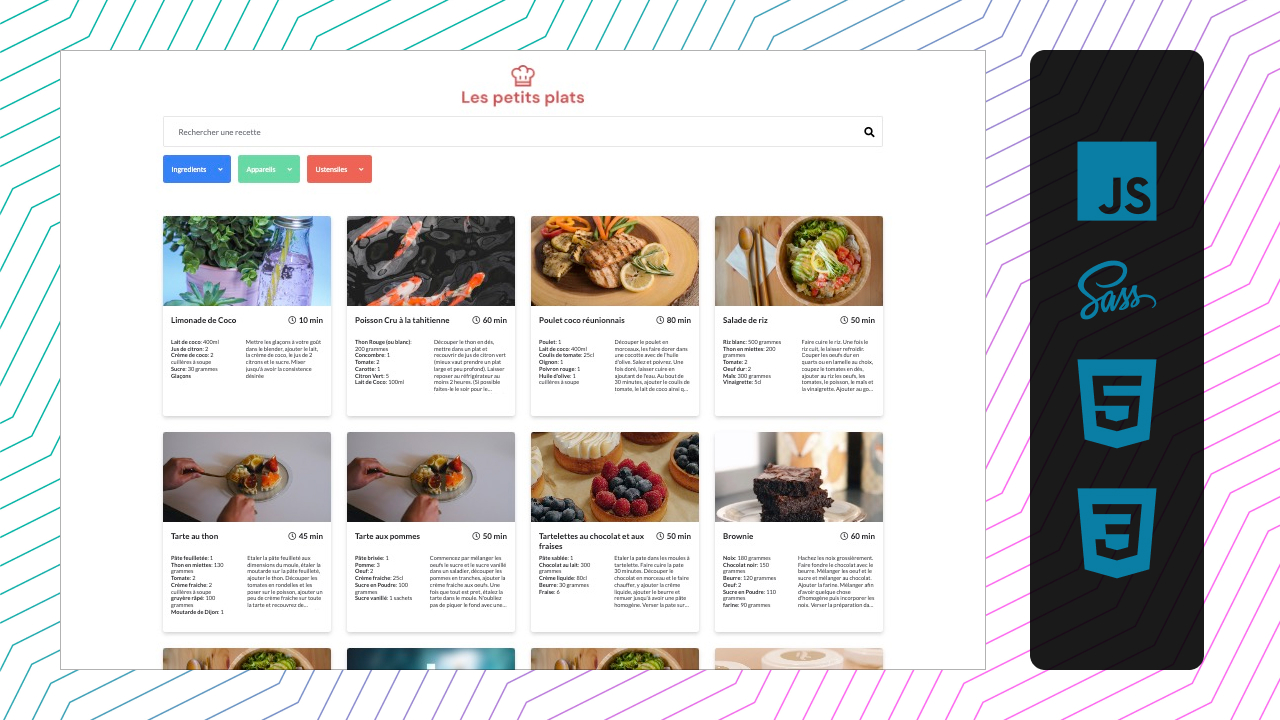 Les petits plats
Rechercher une recette
Ingredients
Appareils
Ustensiles
Limonade de Coco
10 min
Lait de coco: 400ml
Jus de citron: 2
Crème de coco: 2
cuillères à soupe
Sucre: 30 grammes
Glaçons
Mettre les glaçons à votre goût
dans le blender, ajouter le lait,
la crème de coco, le jus de 2
citrons et le sucre. Mixer
jusqu'à avoir la consistence
désirée
Poisson Cru à la tahitienne
60 min
Thon Rouge (ou blanc):
200 grammes
Concombre: 1
Tomate: 2
Carotte: 1
Citron Vert: 5
Lait de Coco: 100ml
Découper le thon en dés,
mettre dans un plat et
recouvrir de jus de citron vert
(mieux vaut prendre un plat
large et peu profond). Laisser
reposer au réfrigérateur au
moins 2 heures. (Si possible
faites-le le soir pour le...
Poulet coco réunionnais
80 min
Poulet: 1
Lait de coco: 400ml
Coulis de tomate: 25cl
Oignon: 1
Poivron rouge: 1
Huile d'olive: 1
cuillères à soupe
Découper le poulet en
morceaux, les faire dorer dans
une cocotte avec de l'huile
d'olive. Salez et poivrez. Une
fois doré, laisser cuire en
ajoutant de l'eau. Au bout de
30 minutes, ajouter le coulis de
tomate, le lait de coco ainsi q...
Salade de riz
50 min
Riz blanc: 500 grammes
Thon en miettes: 200
grammes
Tomate: 2
Oeuf dur: 2
Maïs: 300 grammes
Vinaigrette: 5cl
Faire cuire le riz. Une fois le
riz cuit, le laisser refroidir.
Couper les oeufs dur en
quarts ou en lamelle au choix,
coupez le tomates en dés,
ajouter au riz les oeufs, les
tomates, le poisson, le maïs et
la vinaigrette. Ajouter au go...
Tarte au thon
45 min
Pâte feuilletée: 1
Thon en miettes: 130
grammes
Tomate: 2
Crème fraiche: 2
cuillères à soupe
gruyère râpé: 100
grammes
Moutarde de Dijon: 1
Etaler la pâte feuilleté aux
dimensions du moule, étaler la
moutarde sur la pâte feuilleté,
ajouter le thon. Découper les
tomates en rondelles et les
poser sur le poisson, ajouter un
peu de crème fraiche sur toute
la tarte et recouvrez de...
Tarte aux pommes
50 min
Pâte brisée: 1
Pomme: 3
Oeuf: 2
Crème fraiche: 25cl
Sucre en Poudre: 100
grammes
Sucre vanillé: 1 sachets
Commencez par mélanger les
oeufs le sucre et le sucre vanillé
dans un saladier, découper les
pommes en tranches, ajouter la
crème fraiche aux oeufs. Une
fois que tout est pret, étalez la
tarte dans le moule. N'oubliez
pas de piquer le fond avec une...
Tartelettes au chocolat et aux
fraises
50 min
Pâte sablée: 1
Chocolat au lait: 300
grammes
Crème liquide: 80cl
Beurre: 30 grammes
Fraise: 6
Etaler la pate dans les moules à
tartelette. Faire cuire la pate
30 minutes. Découper le
chocolat en morceau et le faire
chauffer, y ajouter la crème
liquide, ajouter le beurre et
remuer jusqu'à avoir une pâte
homogène. Verser la pate sur...
Brownie
60 min
Noix: 180 grammes
Chocolat noir: 150
grammes
Beurre: 120 grammes
Oeuf: 2
Sucre en Poudre: 110
grammes
farine: 90 grammes
Hachez les noix grossièrement.
Faire fondre le chocolat avec le
beurre. Mélanger les oeuf et le
sucre et mélanger au chocolat.
Ajouter la farine. Mélanger afin
d'avoir quelque chose
d'homogène puis incorporer les
noix. Verser la préparation da...
JS
Sass
5
3